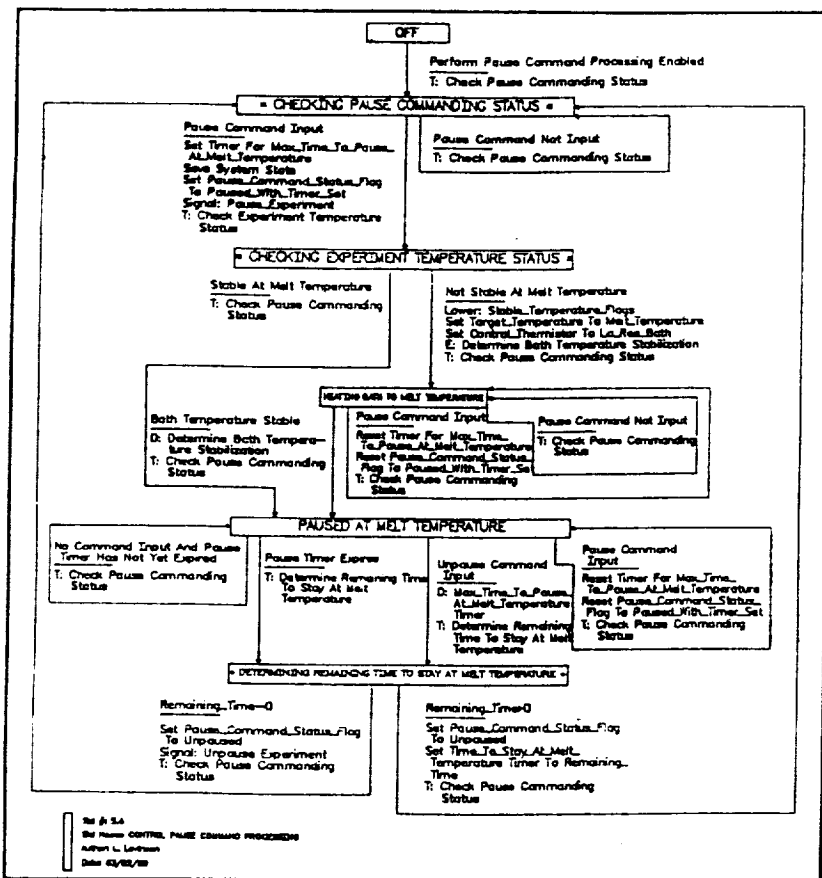 OFF
Perform Pause Command Processing Enabled
T: Check Pause Commanding Status
= CHECKING PAUSE COMMANDING STATUS =
Pause Command Input
Set Timer For Max_Time_To_Pause_
At_Melt_Temperature
Save System State
Set Pause_Command_Status_Flag
To Paused_With_Timer_Set
Signal: Pause_Experiment
T: Check Experiment Temperature
Status
Pause Command Not Input
T: Check Pause Commanding Status
= CHECKING EXPERIMENT TEMPERATURE STATUS =
Stable At Melt Temperature
T: Check Pause Commanding
Status
Not Stable At Melt Temperature
Lower: Stable_Temperature_Flags
Set Target_Temperature To Melt_Temperature
Set Control_Thermistor To Lo_Res_Bath
E: Determine Bath Temperature Stabilization
T: Check Pause Commanding Status
HEATING BATH TO MELT TEMPERATURE
Bath Temperature Stable
D: Determine Bath Tempera-
ture Stabilization
T: Check Pause Commanding
Status
Pause Command Input
Reset Timer For Max_Time_
To_Pause_At_Melt_Temperature
Reset Pause_Command_Status_
Flag To Paused_With_Timer_Set
T: Check Pause Commanding
Status
Pause Command Not Input
T: Check Pause Commanding
Status
PAUSED AT MELT TEMPERATURE
No Command Input And Pause
Timer Has Not Yet Expired
T: Check Pause Commanding
Status
Pause Timer Expires
T: Determine Remaining Time
To Stay At Melt
Temperature
Unpause Command
Input
D: Max_Time_To_Pause_
At_Melt_Temperature
Timer
T: Determine Remaining
Time To Stay At Melt
Temperature
Pause Command
Input
Reset Timer For Max_Time_
To_Pause_At_Melt_Temperature
Reset Pause_Command_Status_
Flag To Paused_With_Timer_Set
T: Check Pause Commanding
Status
= DETERMINING REMAINING TIME TO STAY AT MELT TEMPERATURE =
Remaining_Time=0
Set Pause_Command_Status_Flag
To Unpaused
Signal: Unpause Experiment
T: Check Pause Commanding
Status
Remaining_Time>0
Set Pause_Command_Status_Flag
To Unpaused
Set Time_To_Stay_At_Melt_
Temperature Timer To Remaining_
Time
T: Check Pause Commanding
Status
Std #: 5.4
Std Name: CONTROL PAUSE COMMAND PROCESSING
Author: L.
Date: